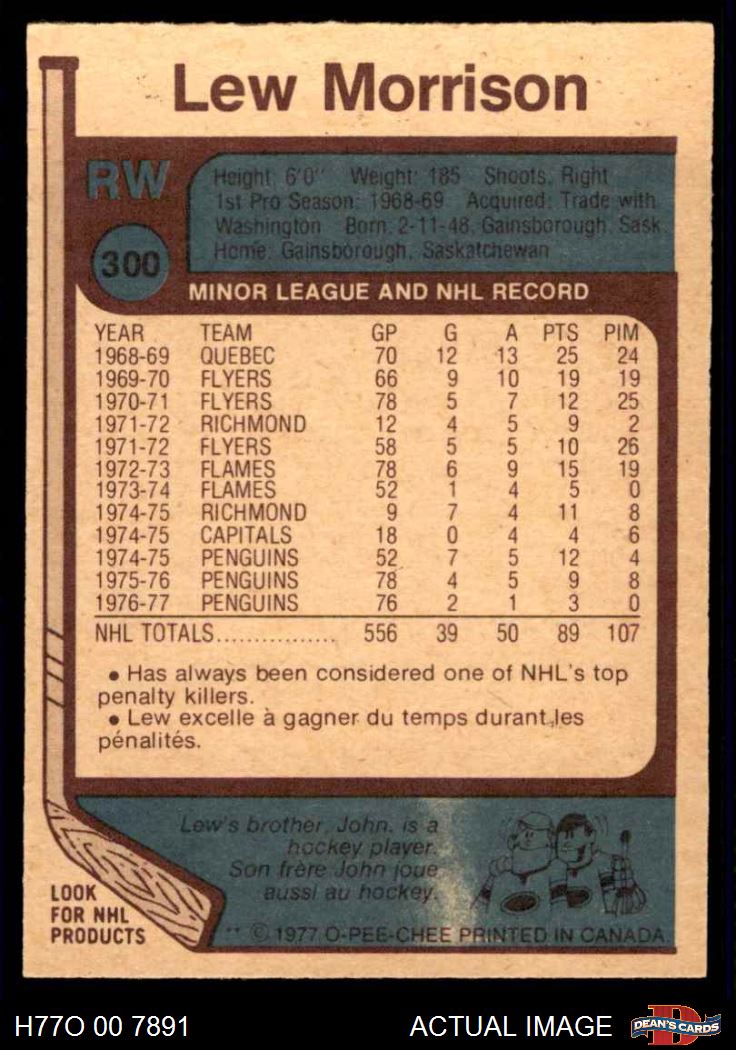 Lew Morrison
RW
Height: 6'0" Weight: 185 Shoots: Right
1st Pro Season: 1968-69 Acquired: Trade with
Washington Born: 2-11-48, Gainsborough, Sask.
Home: Gainsborough, Saskatchewan
300
MINOR LEAGUE AND NHL RECORD
YEAR TEAM GP G A PTS PIM
1968-69 QUEBEC 70 12 13 25 24
1969-70 FLYERS 66 9 10 19 19
1970-71 FLYERS 78 5 7 12 25
1971-72 RICHMOND 12 4 5 9 2
1971-72 FLYERS 58 5 5 10 26
1972-73 FLAMES 78 6 9 15 19
1973-74 FLAMES 52 1 4 5 0
1974-75 RICHMOND 9 7 4 11 8
1974-75 CAPITALS 18 0 4 4 6
1974-75 PENGUINS 52 7 5 12 4
1975-76 PENGUINS 78 4 5 9 8
1976-77 PENGUINS 76 2 1 3 0
NHL TOTALS................ 556 39 50 89 107
• Has always been considered one of NHL's top
penalty killers.
• Lew excelle à gagner du temps durant les
pénalités.
Lew's brother, John, is a
hockey player.
Son frère John joue
aussi au hockey.
LOOK
FOR NHL
PRODUCTS
** © 1977 O-PEE-CHEE PRINTED IN CANADA
H77O 00 7891 ACTUAL IMAGE
DEAN'S CARDS